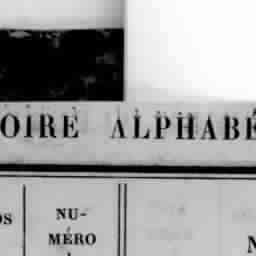 OIRE ALPHABÉ
OS NU-
MÉRO N